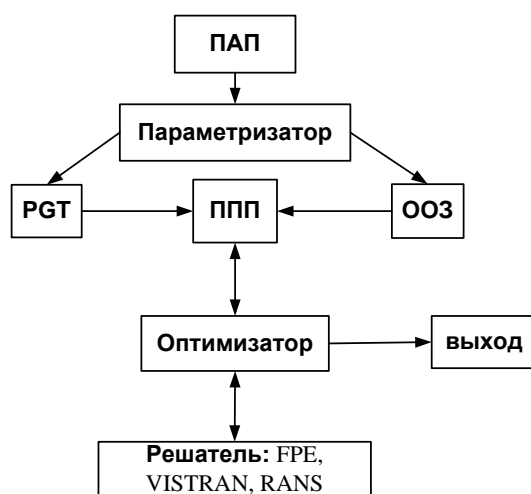 ПАП
Параметризатор
PGT
ППП
ООЗ
Оптимизатор
выход
Решатель: FPE,
VISTRAN, RANS